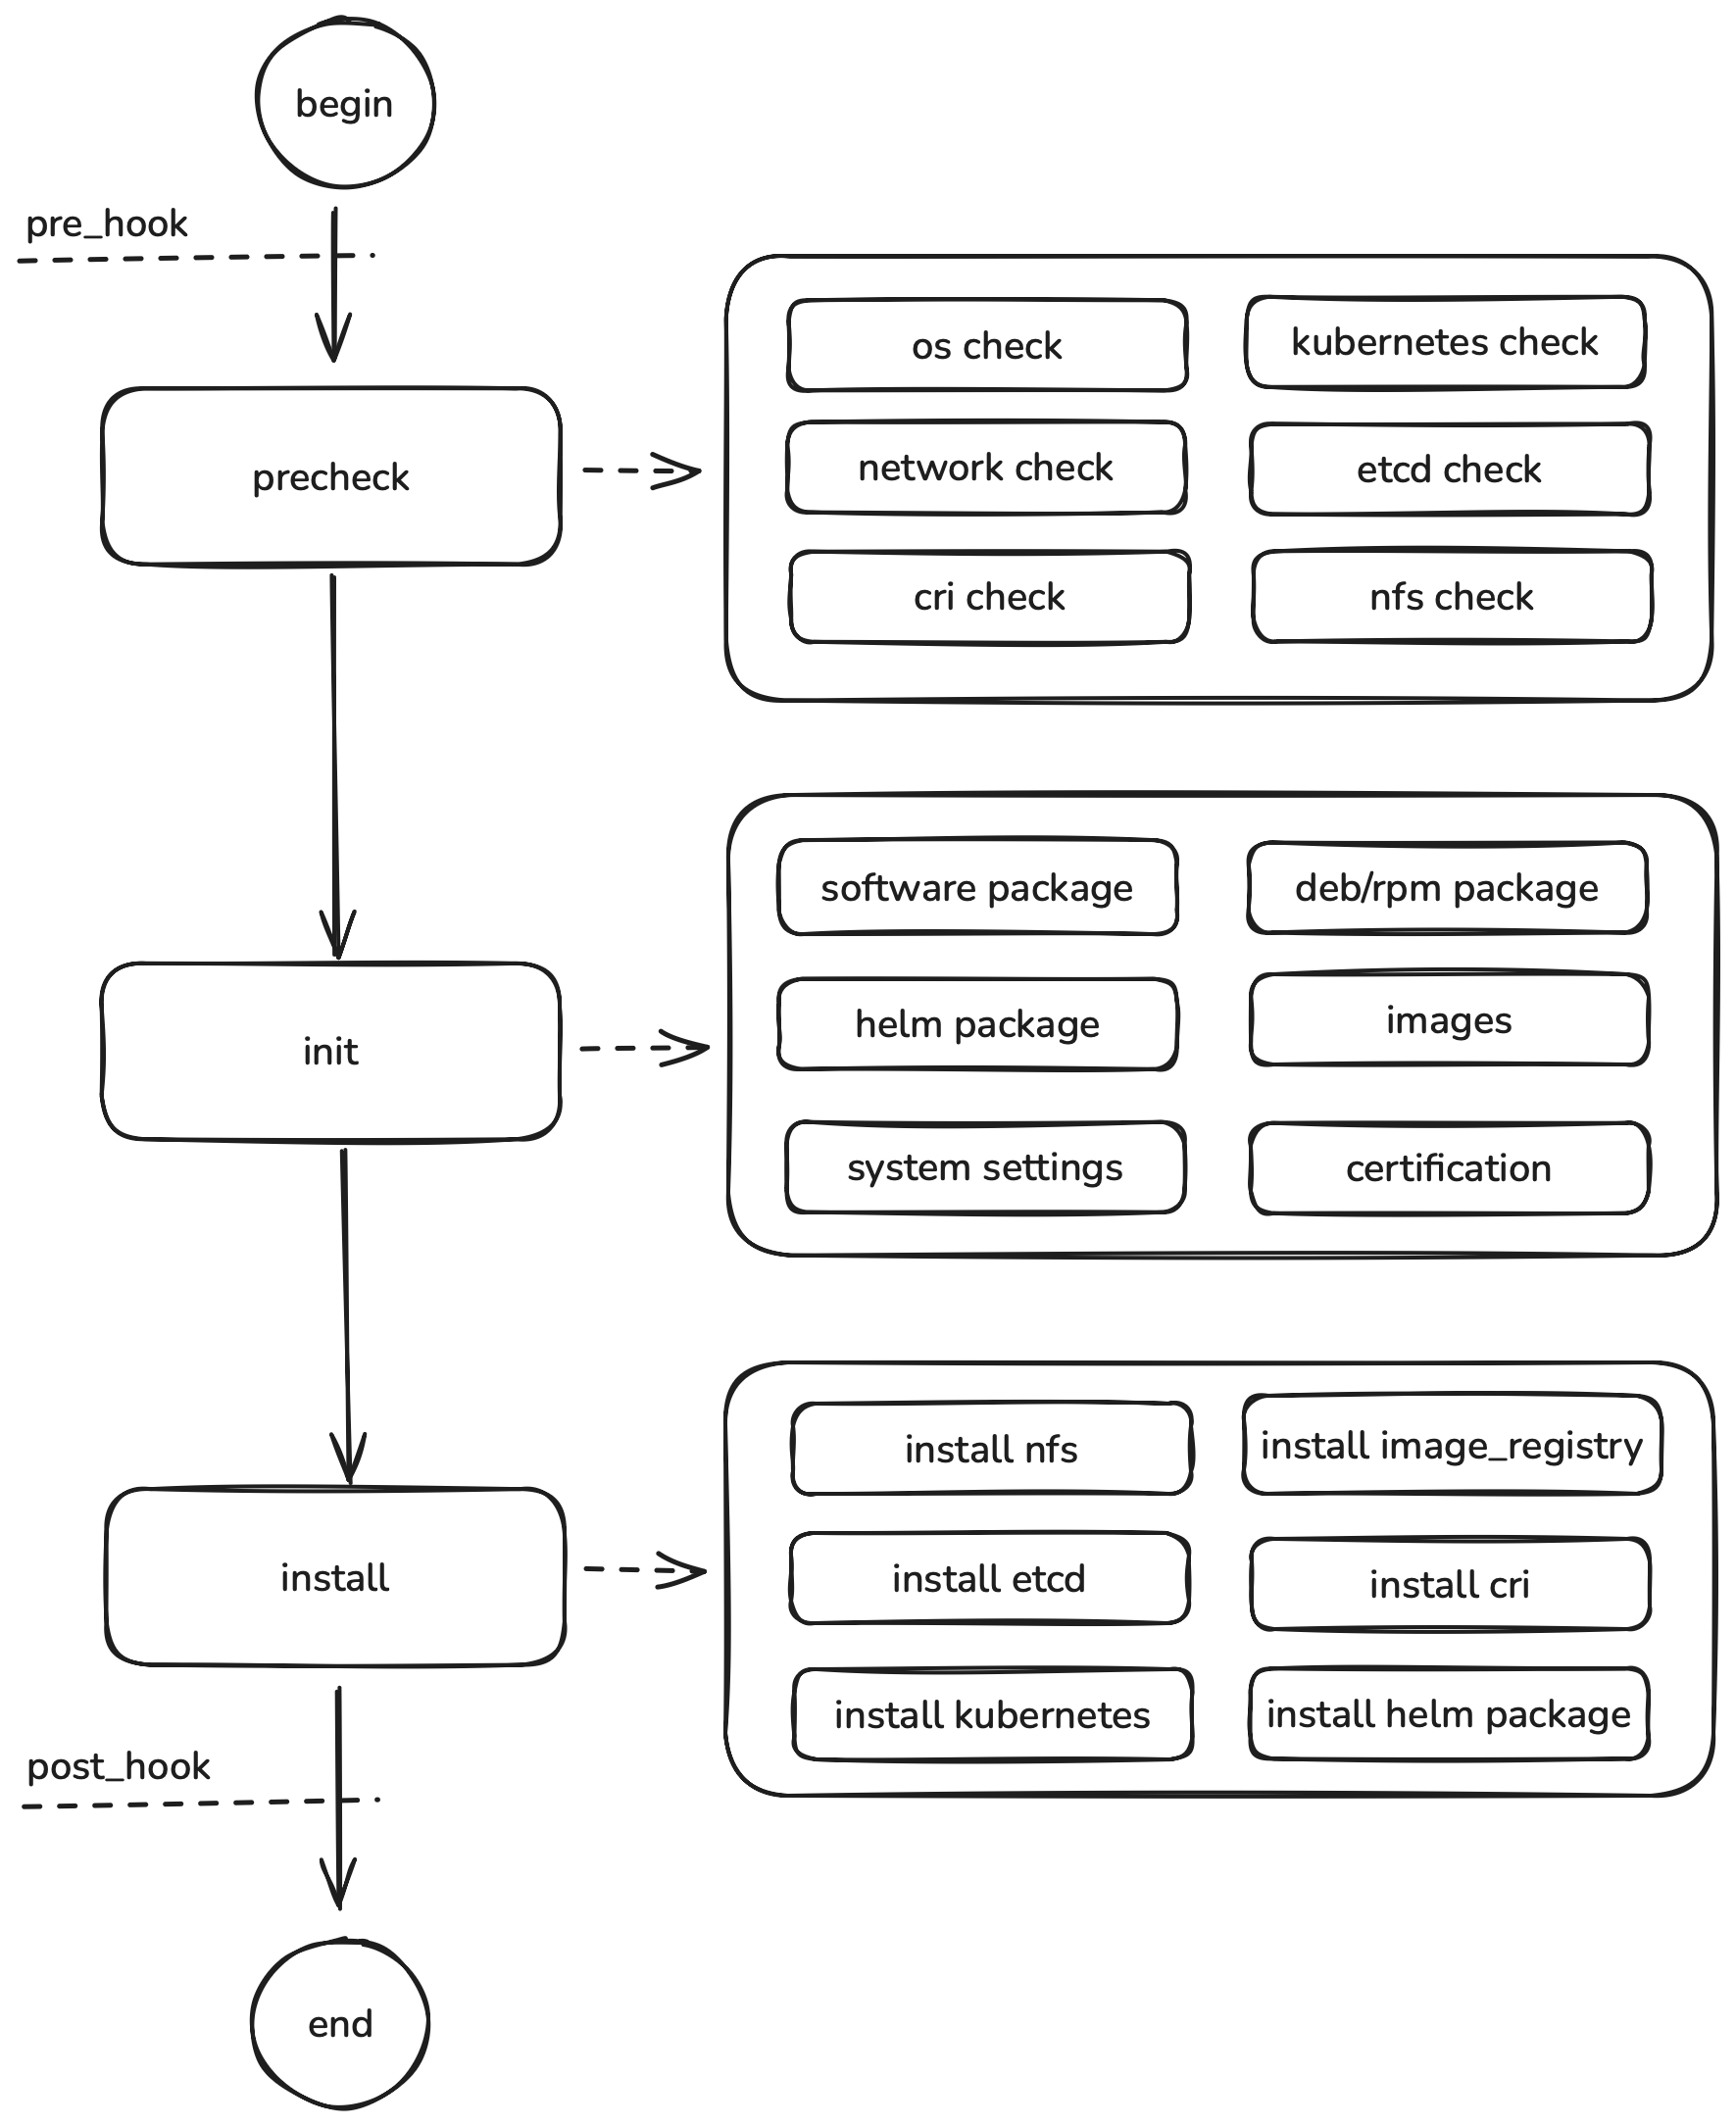 begin
pre_hook
precheck
os check
kubernetes check
network check
etcd check
cri check
nfs check
init
software package
deb/rpm package
helm package
images
system settings
certification
install
install nfs
install image_registry
install etcd
install cri
install kubernetes
install helm package
post_hook
end